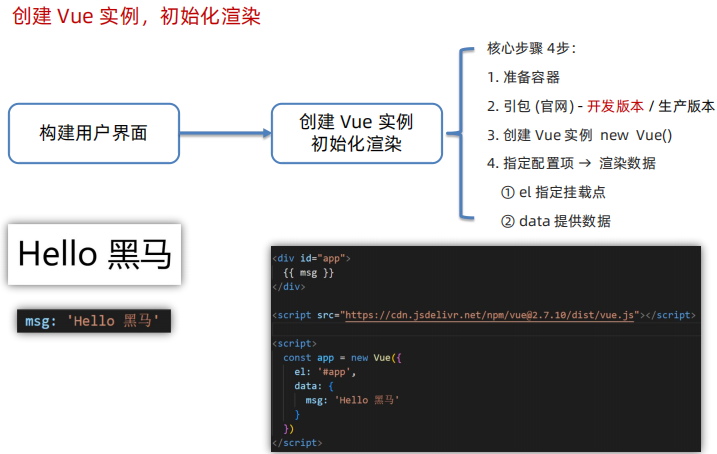 创建 Vue 实例，初始化渲染
构建用户界面
创建 Vue 实例
初始化渲染
核心步骤 4步：
1. 准备容器
2. 引包 (官网) - 开发版本 / 生产版本
3. 创建 Vue 实例 new Vue()
4. 指定配置项 → 渲染数据
① el 指定挂载点
② data 提供数据
Hello 黑马
msg: 'Hello 黑马'
<div id="app">
{{ msg }}
</div>
<script src="https://cdn.jsdelivr.net/npm/vue@2.7.10/dist/vue.js"></script>
<script>
const app = new Vue({
el: '#app',
data: {
msg: 'Hello 黑马'
}
})
</script>